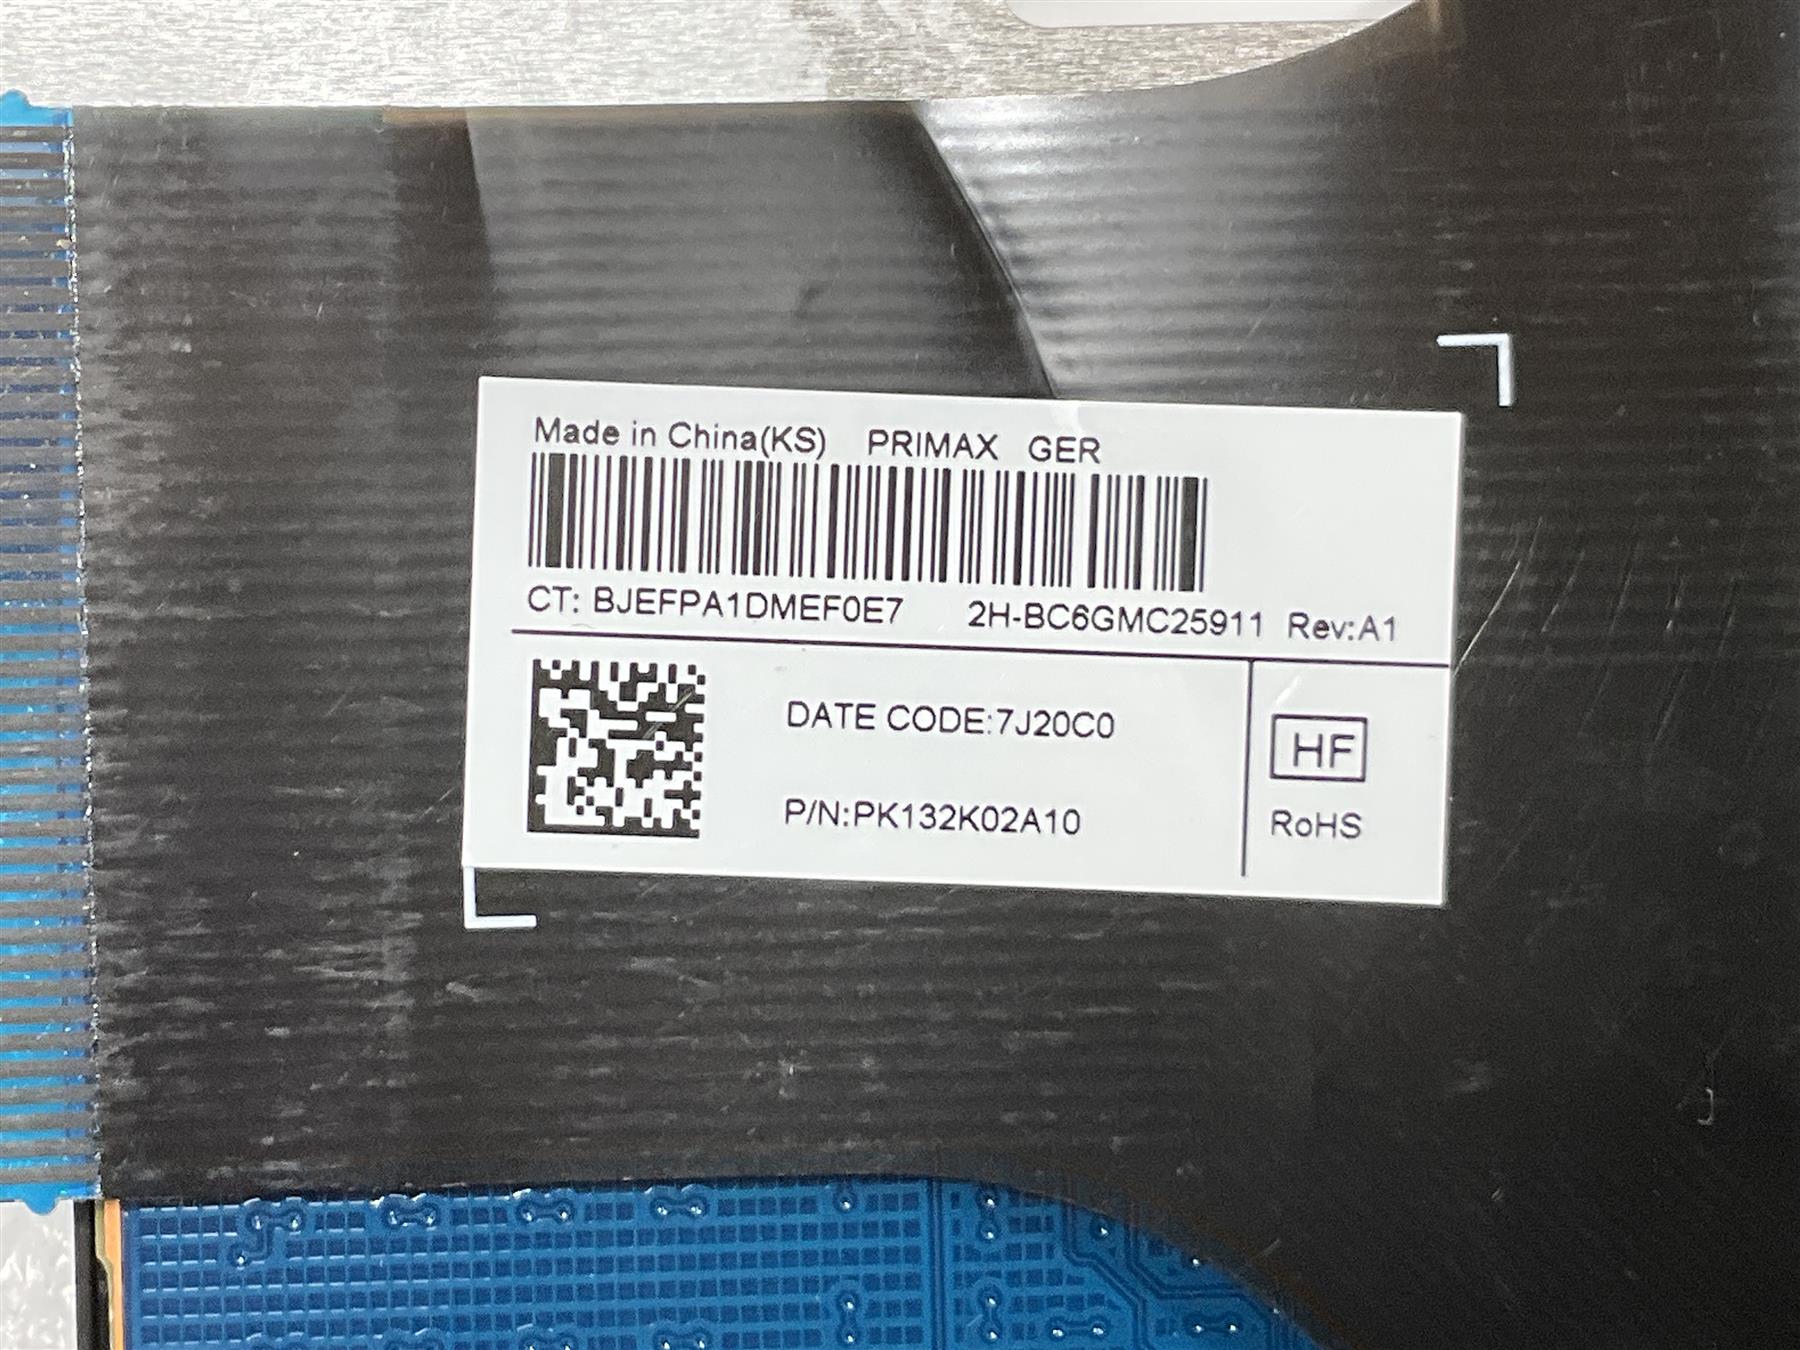 Made in China(KS) PRIMAX GER
CT: BJEFPA1DMEF0E7 2H-BC6GMC25911 Rev:A1
DATE CODE:7J20C0
HF
P/N:PK132K02A10
RoHS